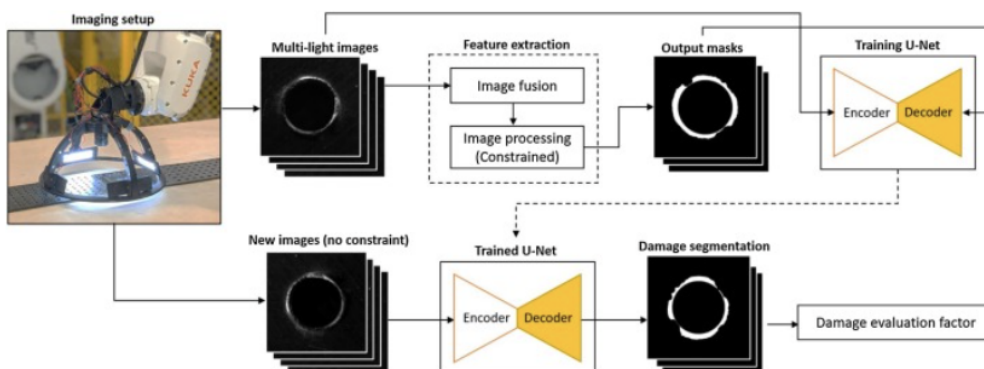 Imaging setup
Multi-light images
Feature extraction
Output masks
Training U-Net
KUKA
Image fusion
Image processing
(Constrained)
Encoder
Decoder
New images (no constraint)
Trained U-Net
Damage segmentation
Encoder
Decoder
Damage evaluation factor